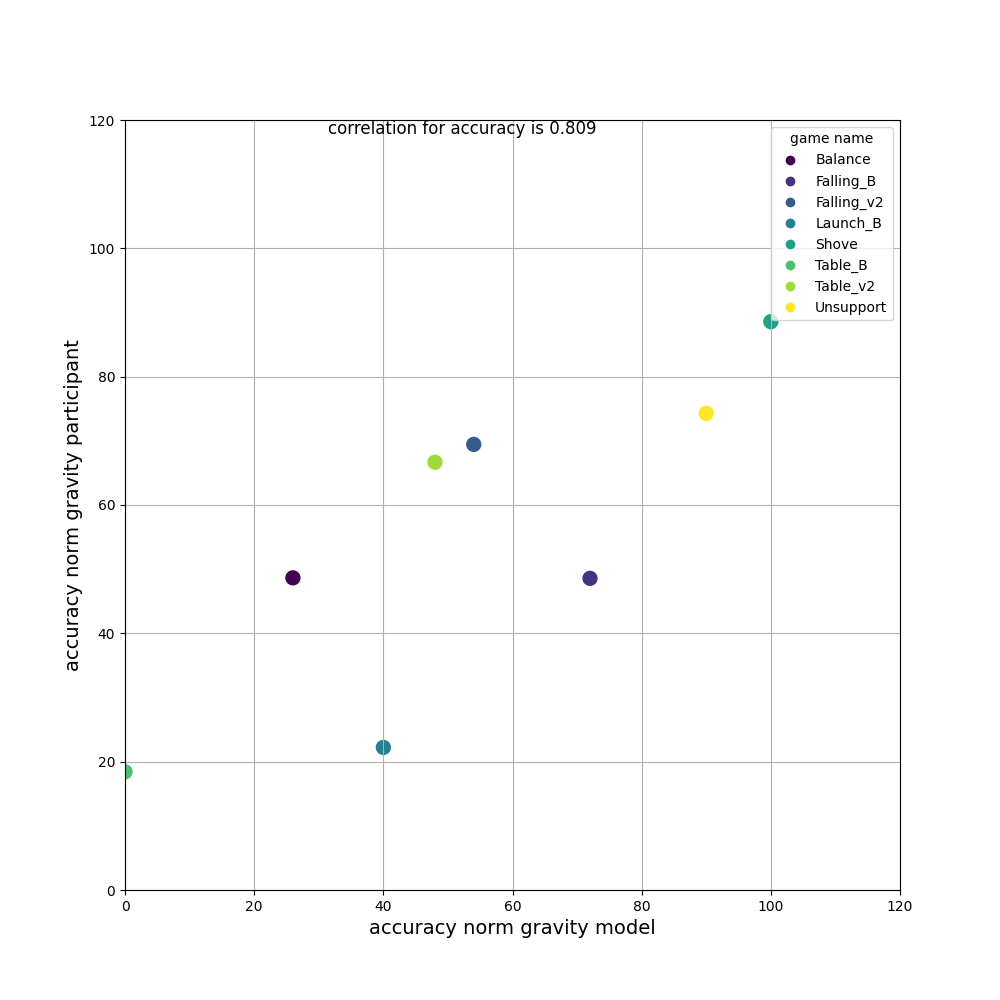 correlation for accuracy is 0.809
game name
Balance
Falling_B
Falling_v2
Launch_B
Shove
Table_B
Table_v2
Unsupport
120
100
80
60
40
20
0
accuracy norm gravity participant
0 20 40 60 80 100 120
accuracy norm gravity model